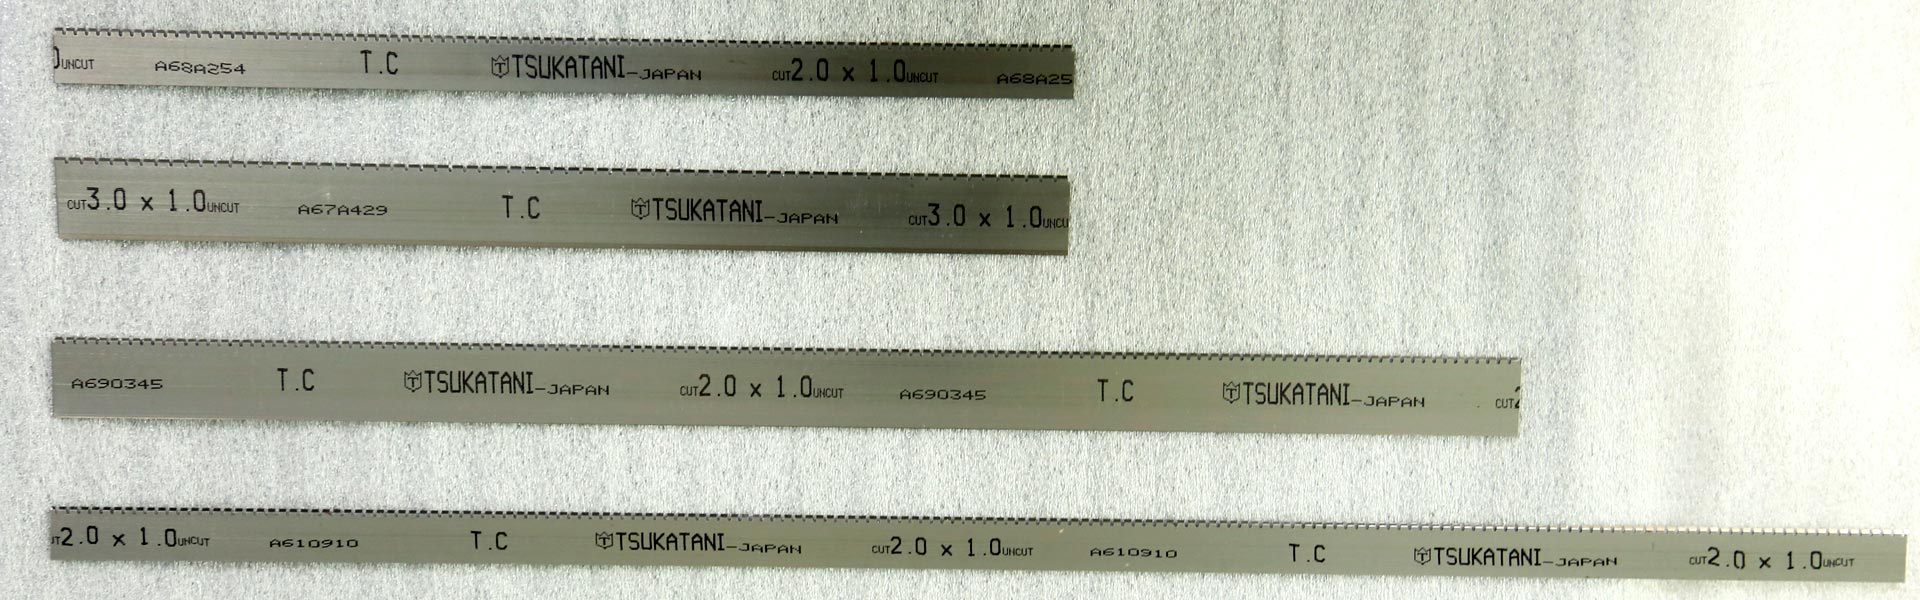 UNCUT A68A254 T.C TSUKATANI-JAPAN CUT2.0 x 1.0UNCUT A68A25
CUT3.0 x 1.0UNCUT A67A429 T.C TSUKATANI-JAPAN CUT3.0 x 1.0UNCU
A690345 T.C TSUKATANI-JAPAN CUT2.0 x 1.0UNCUT A690345 T.C TSUKATANI-JAPAN CUT
2.0 x 1.0UNCUT A610910 T.C TSUKATANI-JAPAN CUT2.0 x 1.0UNCUT A610910 T.C TSUKATANI-JAPAN CUT2.0 x 1.0UNCUT